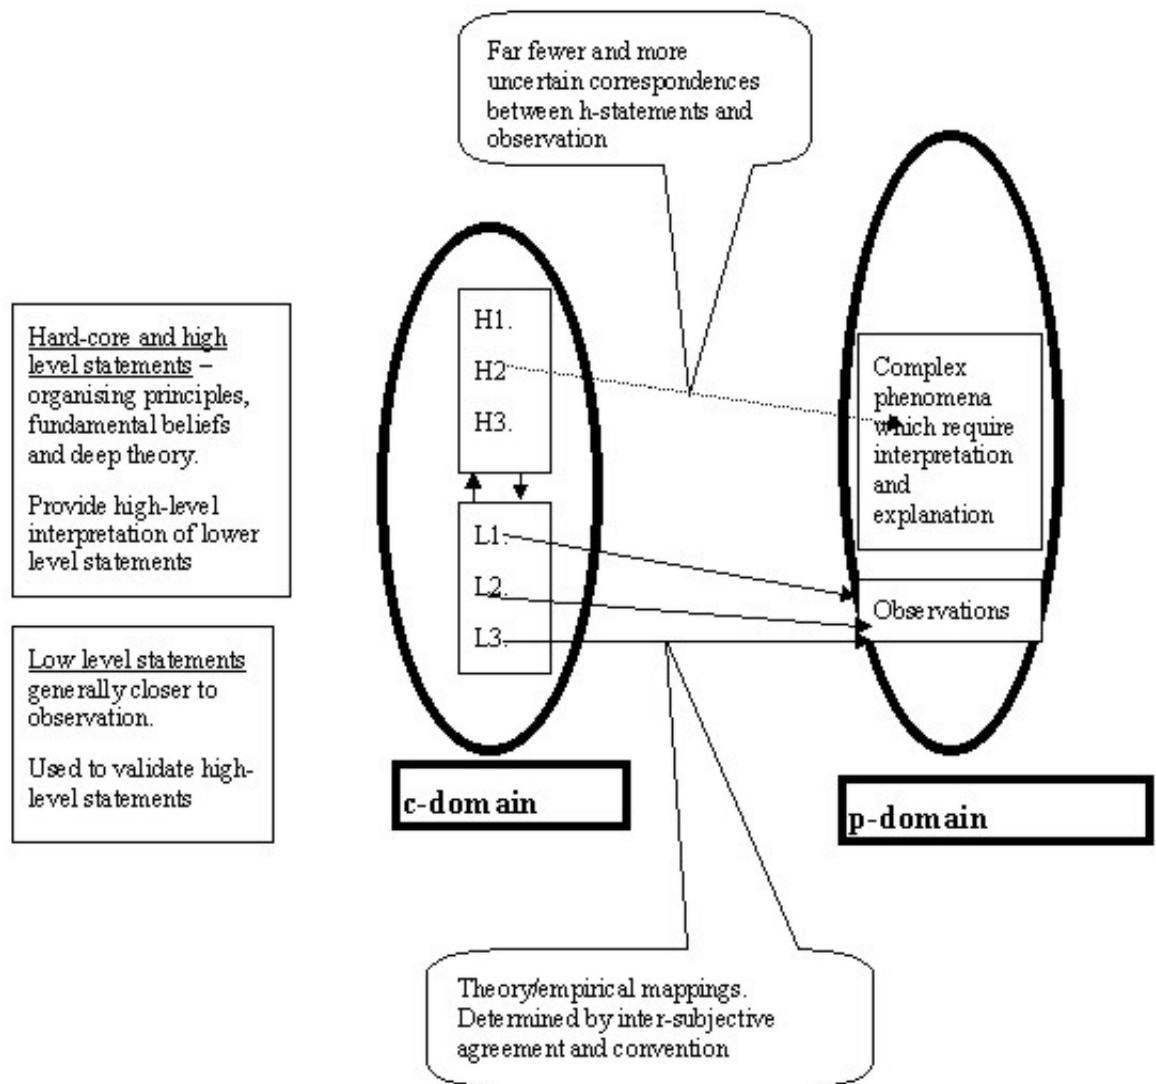 Far fewer and more
uncertain correspondences
between h-statements and
observation
Hard-core and high
level statements –
organising principles,
fundamental beliefs
and deep theory.
Provide high-level
interpretation of lower
level statements
Low level statements
generally closer to
observation.
Used to validate high-
level statements
H1.
H2
H3.
L1.
L2.
L3.
c-domain
Complex
phenomena
which require
interpretation
and
explanation
Observations
p-domain
Theory/empirical mappings.
Determined by inter-subjective
agreement and convention